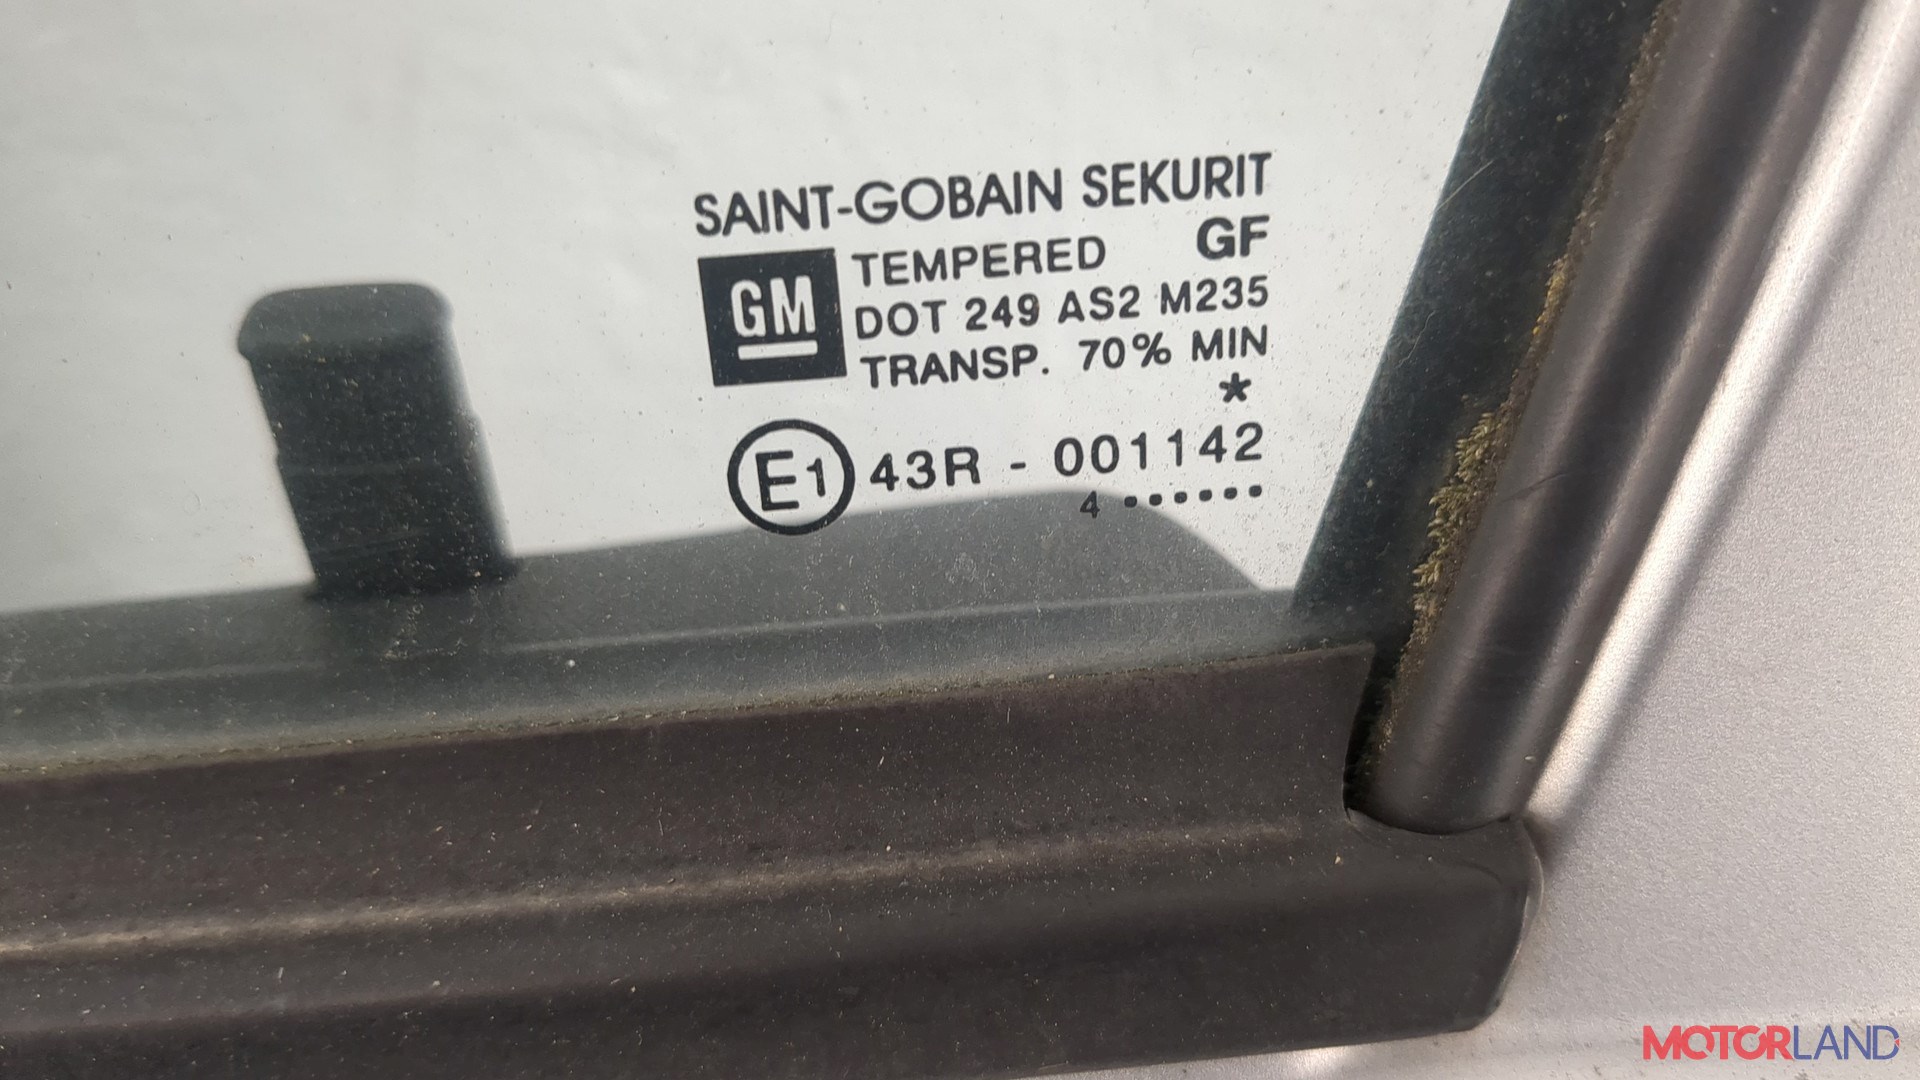 SAINT-GOBAIN SEKURIT
GM TEMPERED GF
DOT 249 AS2 M235
TRANSP. 70% MIN
*
E1 43R - 001142
4 ••••••
MOTORLAND